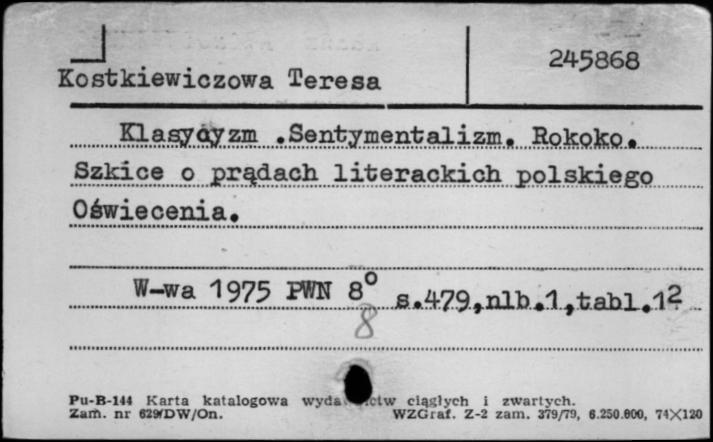 245868
Kostkiewiczowa Teresa
Klasycyzm .Sentymentalizm. Rokoko.
Szkice o prądach literackich polskiego
Oświecenia.
W-wa 1975 PWN 8° s.479,nlb.1,tabl.12
8
Pu-B-144 Karta katalogowa ciągłych i zwartych.
Zam. nr 629/DW/On. WZGraf. Z-2 zam. 379/79, 6.250.000, 74X120